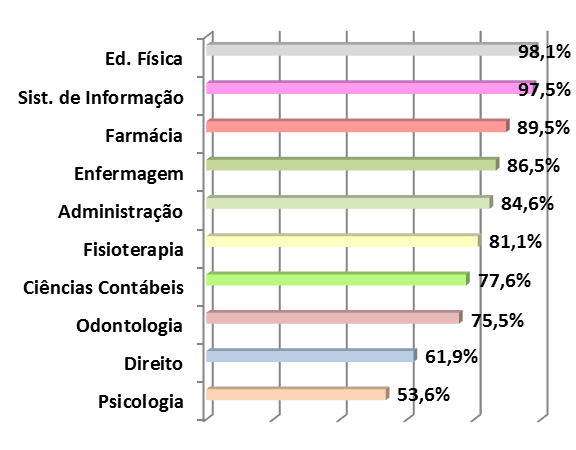 Ed. Física 98,1%
Sist. de Informação 97,5%
Farmácia 89,5%
Enfermagem 86,5%
Administração 84,6%
Fisioterapia 81,1%
Ciências Contábeis 77,6%
Odontologia 75,5%
Direito 61,9%
Psicologia 53,6%